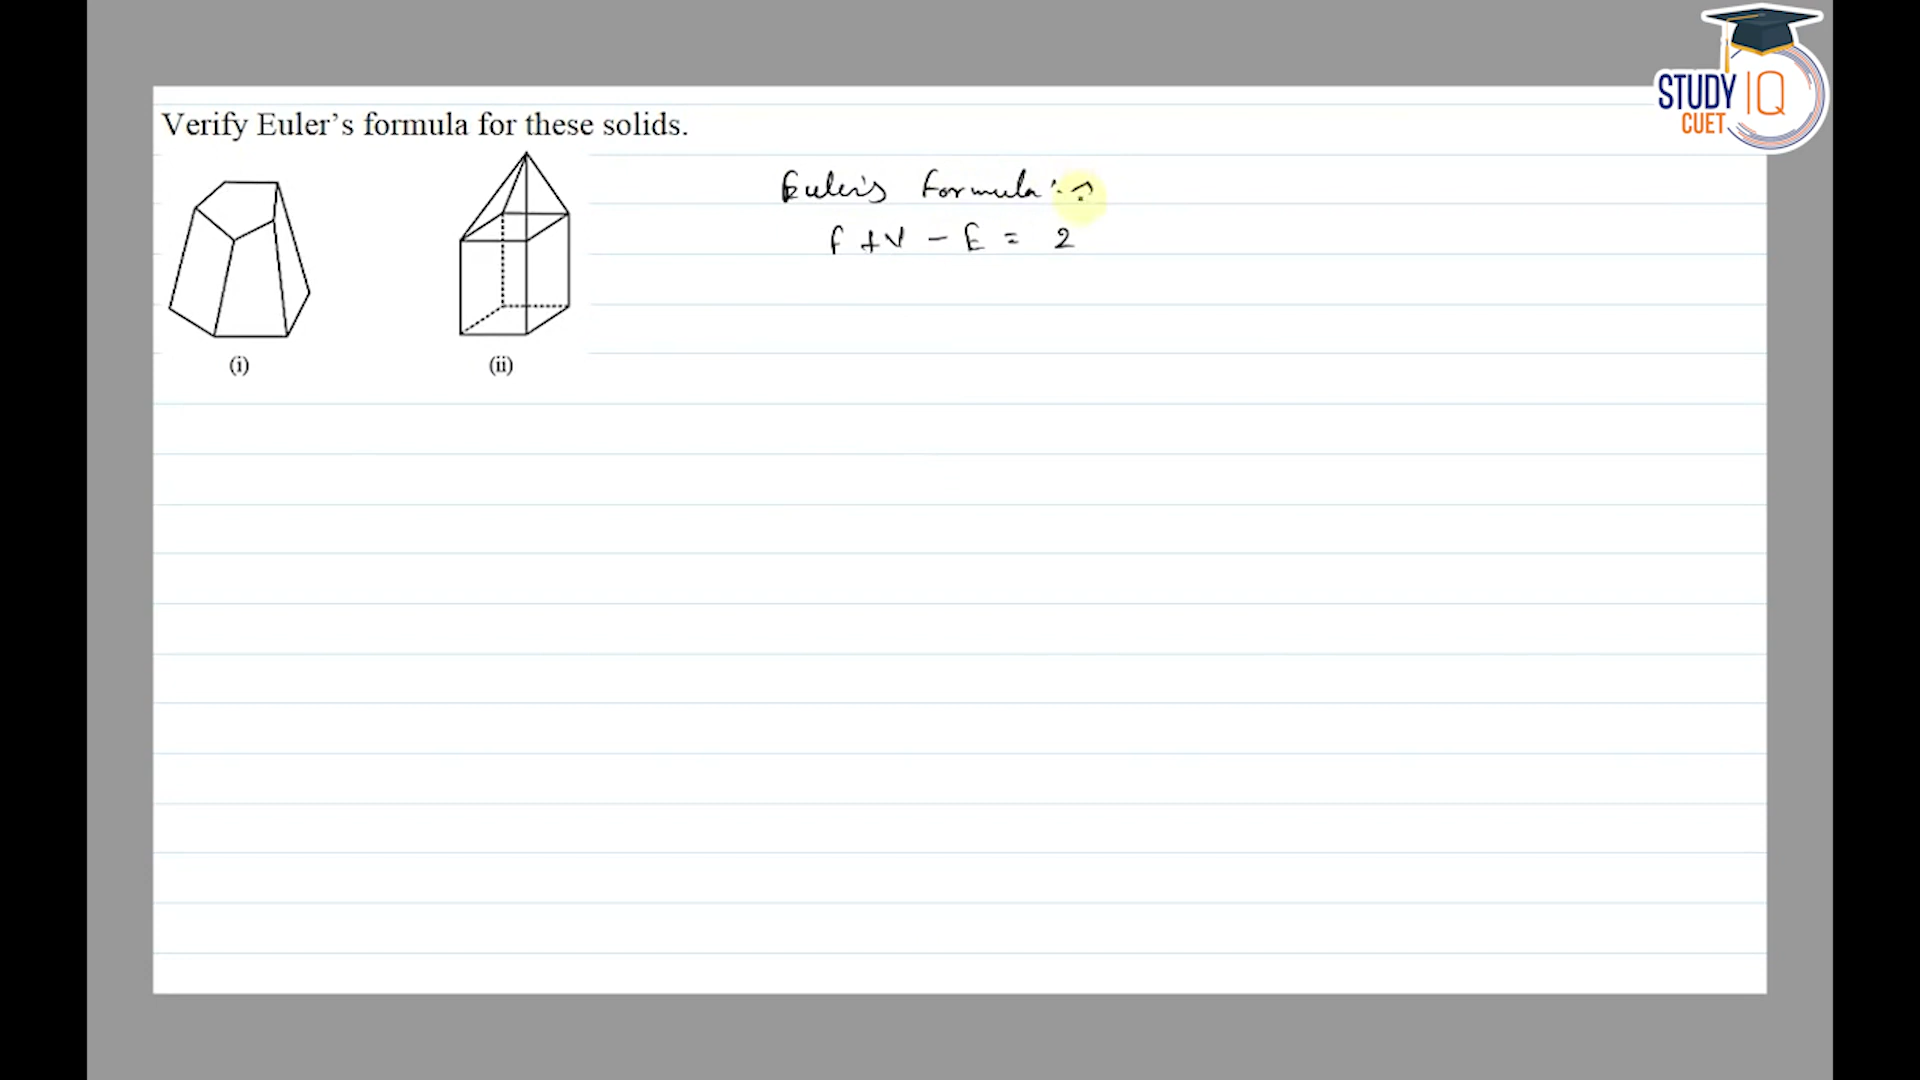 STUDY IQ
CUET
Verify Euler’s formula for these solids.
(i)
(ii)
Euler's Formula :→
F + V - E = 2